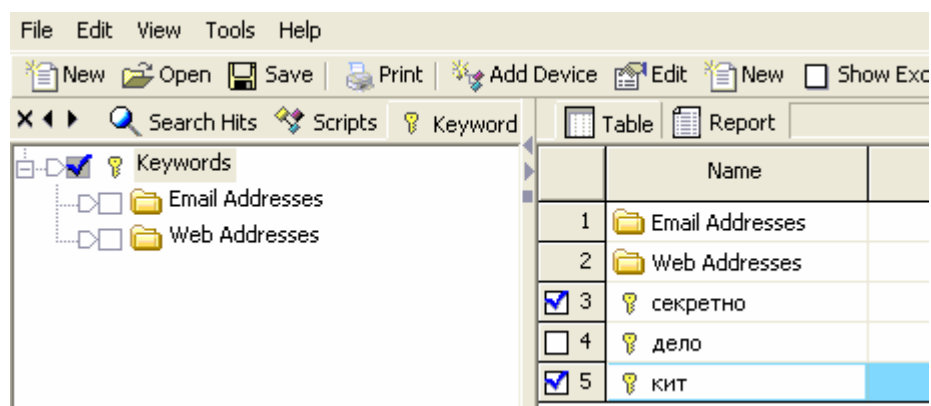 File Edit View Tools Help
New Open Save Print Add Device Edit New Show Exc
Search Hits Scripts Keyword Table Report
Keywords
Email Addresses
Web Addresses
Name
1 Email Addresses
2 Web Addresses
3 секретно
4 дело
5 кит